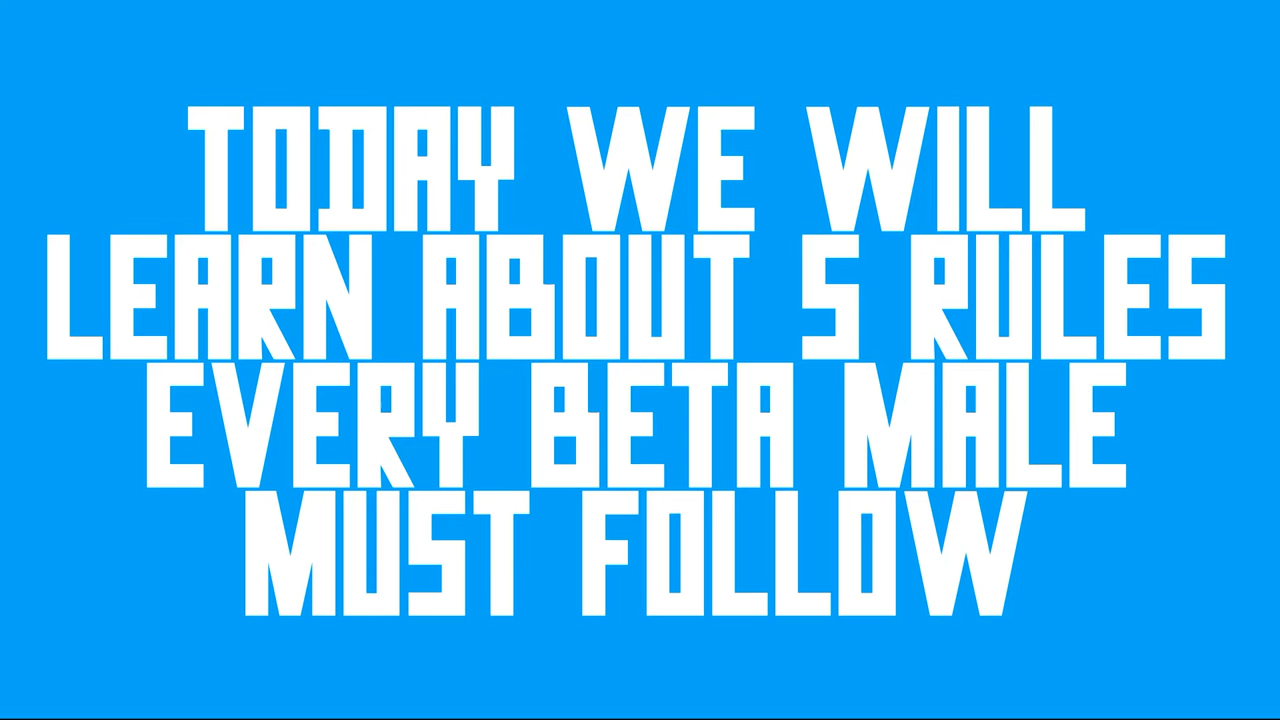 TODAY WE WILL
LEARN ABOUT 5 RULES
EVERY BETA MALE
MUST FOLLOW